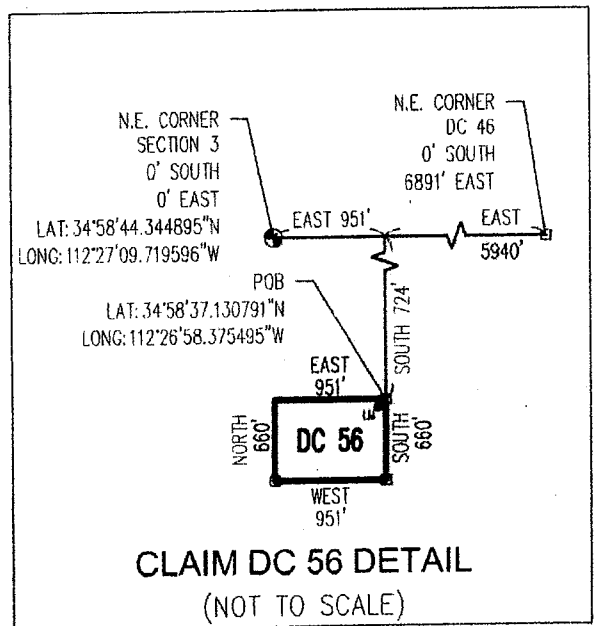 N.E. CORNER
SECTION 3
0' SOUTH
0' EAST
LAT: 34°58'44.344895"N
LONG: 112°27'09.719596"W
N.E. CORNER
DC 46
0' SOUTH
6891' EAST
EAST 951'
EAST
5940'
POB
LAT: 34°58'37.130791"N
LONG: 112°26'58.375495"W
SOUTH 724'
EAST
951'
NORTH
660'
DC 56
SOUTH
660'
WEST
951'
CLAIM DC 56 DETAIL
(NOT TO SCALE)